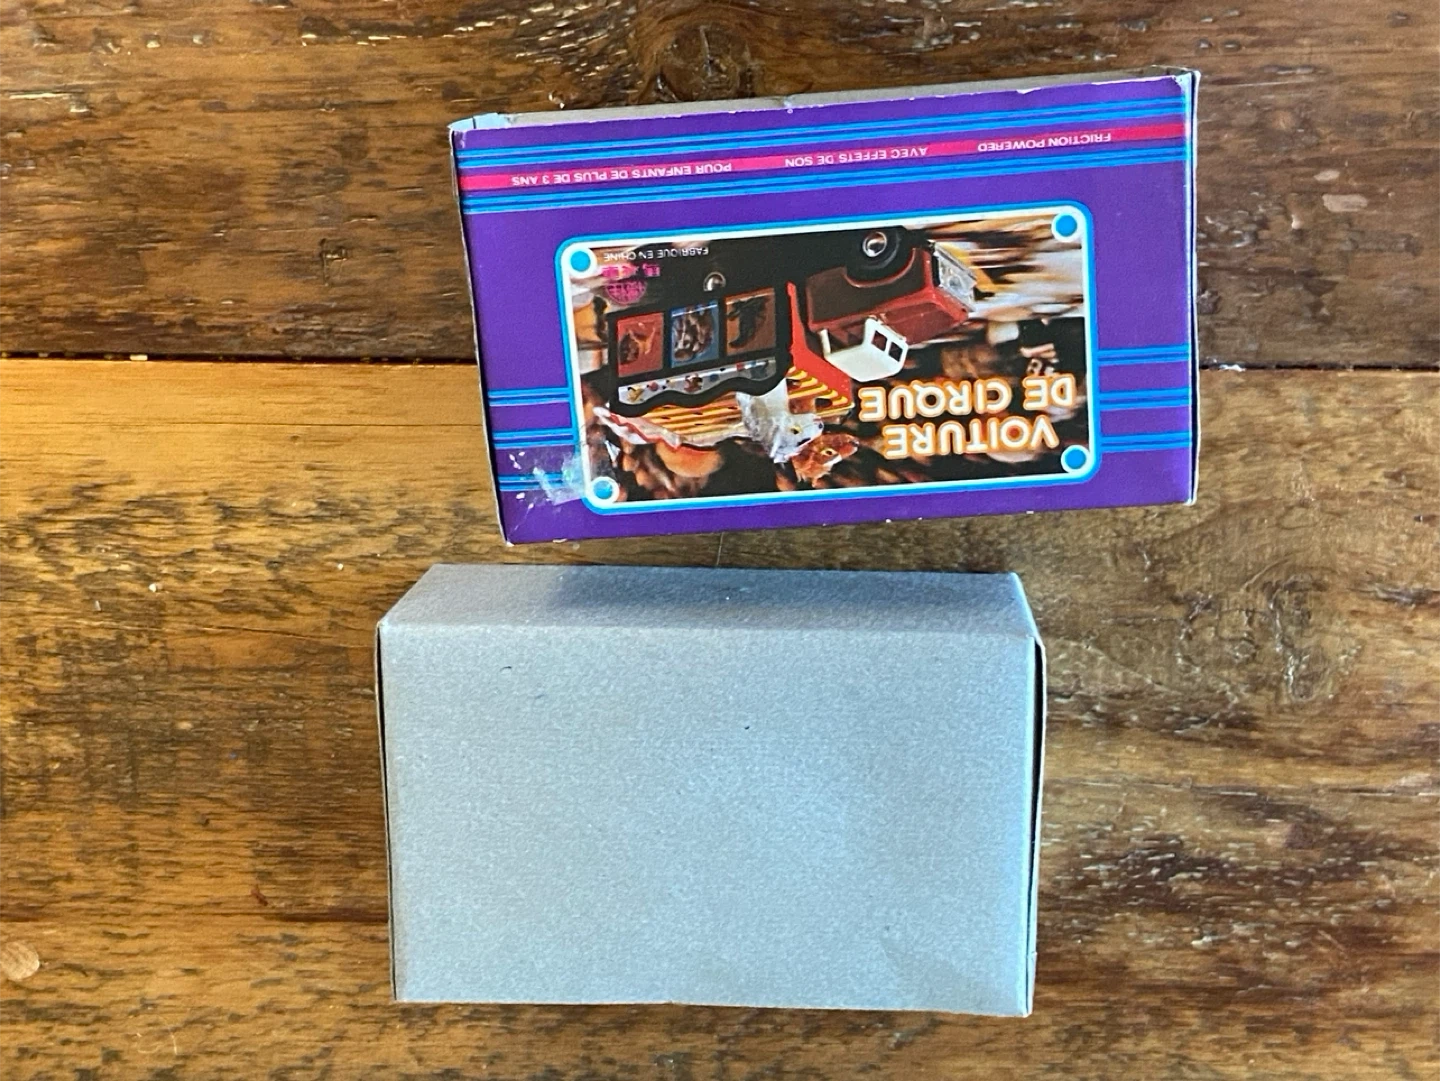 VOITURE
DE CIRQUE
FABRIQUE EN CHINE
FRICTION POWERED AVEC EFFETS DE SON POUR ENFANTS DE PLUS DE 3 ANS